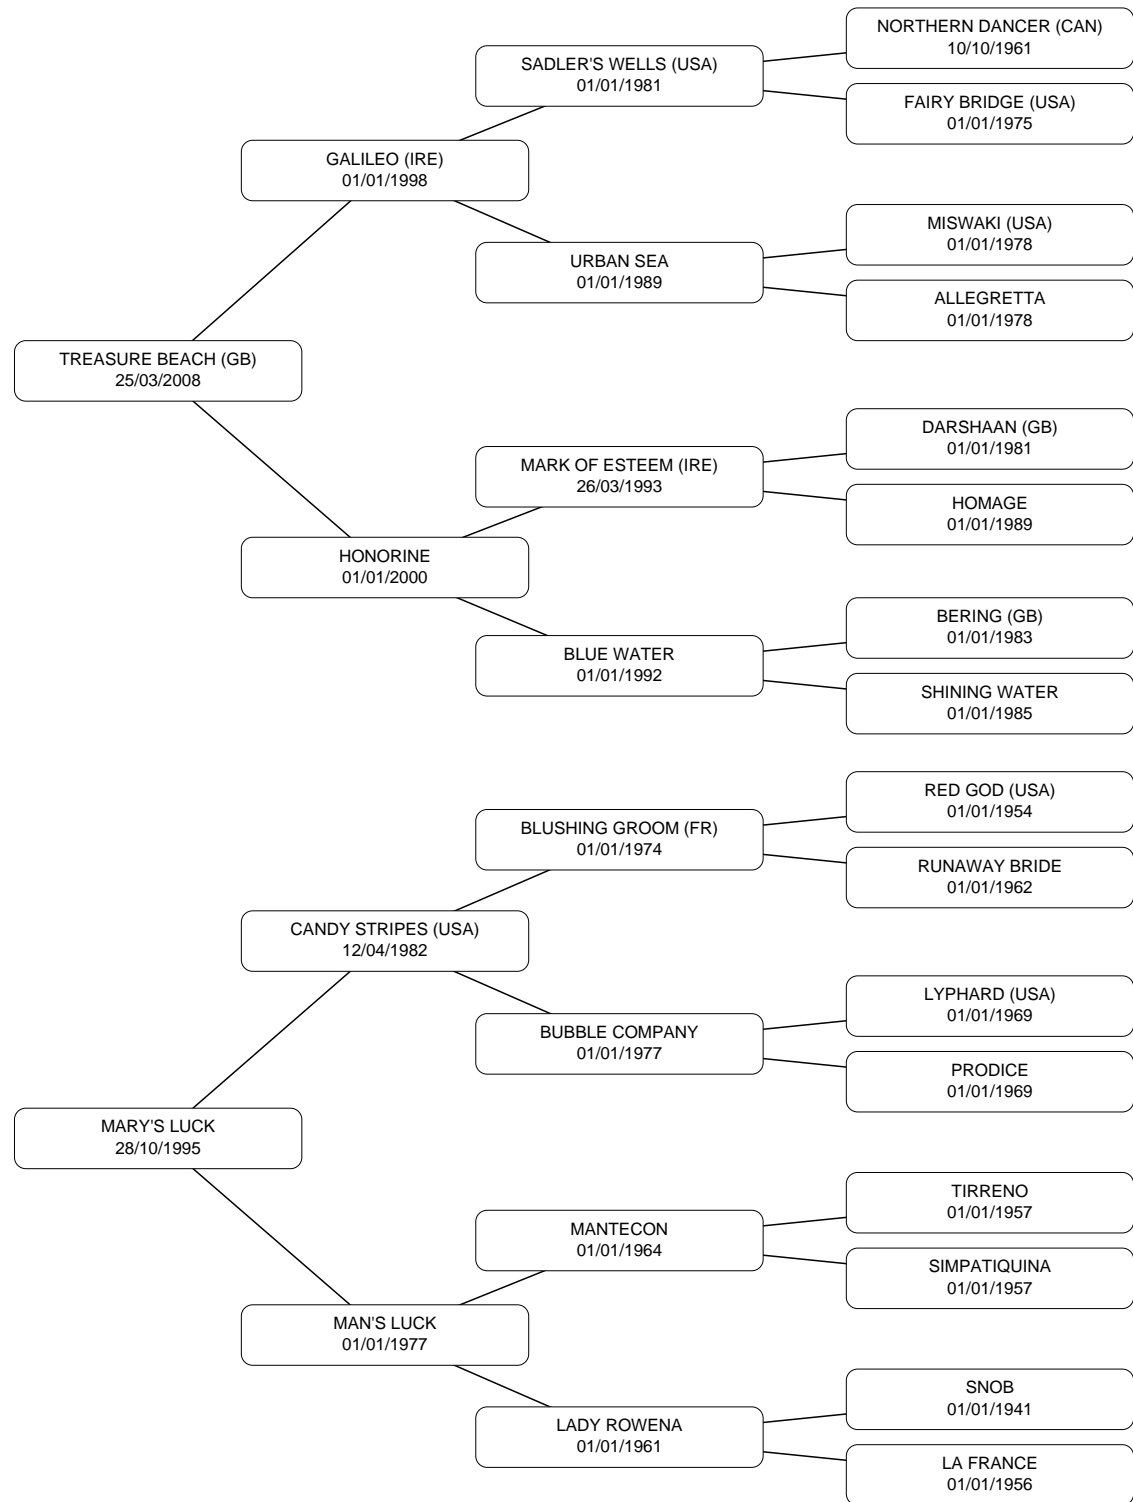 NORTHERN DANCER (CAN)
10/10/1961
SADLER'S WELLS (USA)
01/01/1981
FAIRY BRIDGE (USA)
01/01/1975
GALILEO (IRE)
01/01/1998
MISWAKI (USA)
01/01/1978
URBAN SEA
01/01/1989
ALLEGRETTA
01/01/1978
TREASURE BEACH (GB)
25/03/2008
DARSHAAN (GB)
01/01/1981
MARK OF ESTEEM (IRE)
26/03/1993
HOMAGE
01/01/1989
HONORINE
01/01/2000
BERING (GB)
01/01/1983
BLUE WATER
01/01/1992
SHINING WATER
01/01/1985
RED GOD (USA)
01/01/1954
BLUSHING GROOM (FR)
01/01/1974
RUNAWAY BRIDE
01/01/1962
CANDY STRIPES (USA)
12/04/1982
LYPHARD (USA)
01/01/1969
BUBBLE COMPANY
01/01/1977
PRODICE
01/01/1969
MARY'S LUCK
28/10/1995
TIRRENO
01/01/1957
MANTECON
01/01/1964
SIMPATIQUINA
01/01/1957
MAN'S LUCK
01/01/1977
SNOB
01/01/1941
LADY ROWENA
01/01/1961
LA FRANCE
01/01/1956